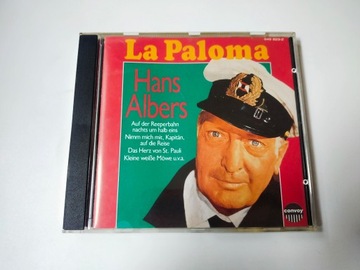 La Paloma
Hans
Albers
Auf der Reeperbahn
nachts um halb eins
Nimm mich mit, Kapitän,
auf die Reise
Das Herz von St. Pauli
Kleine weiße Möwe u.v.a.
convoy